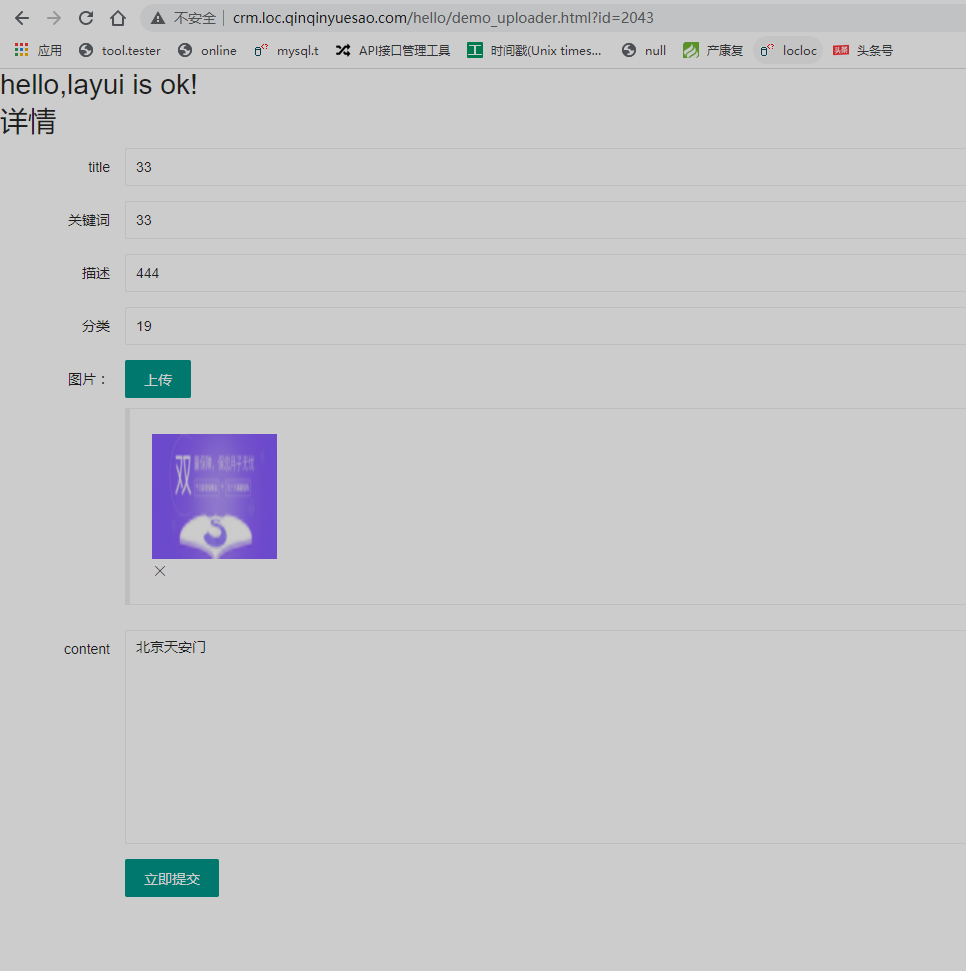 不安全 crm.loc.qinqinyuesao.com/hello/demo_uploader.html?id=2043
应用 tool.tester online mysql.t API接口管理工具 工 时间戳(Unix times... null 产康复 locloc 头条 头条号
hello,layui is ok!
详情
title 33
关键词 33
描述 444
分类 19
图片： 上传
双
content 北京天安门
立即提交